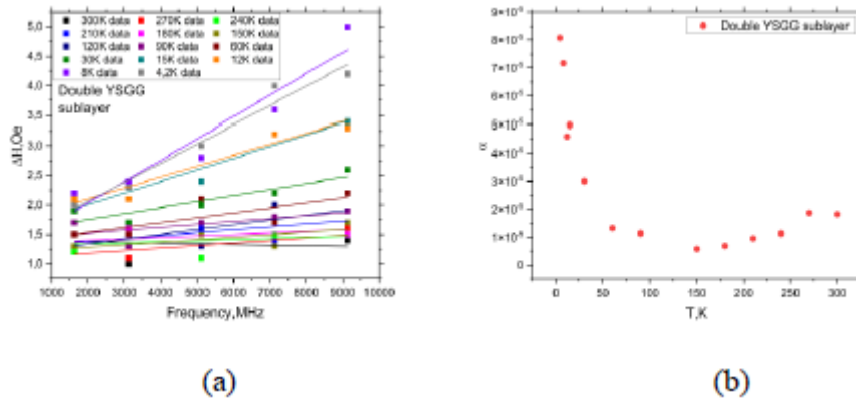 5,0
4,5
4,0
3,5
3,0
2,5
2,0
1,5
1,0
ΔH,Oe
300K data 270K data 240K data
210K data 180K data 150K data
120K data 90K data 60K data
30K data 15K data 12K data
8K data 4,2K data
Double YSGG
sublayer
1000 2000 3000 4000 5000 6000 7000 8000 9000 10000
Frequency,MHz
(a)
α
0
Double YSGG sublayer
0 50 100 150 200 250 300
T,K
(b)